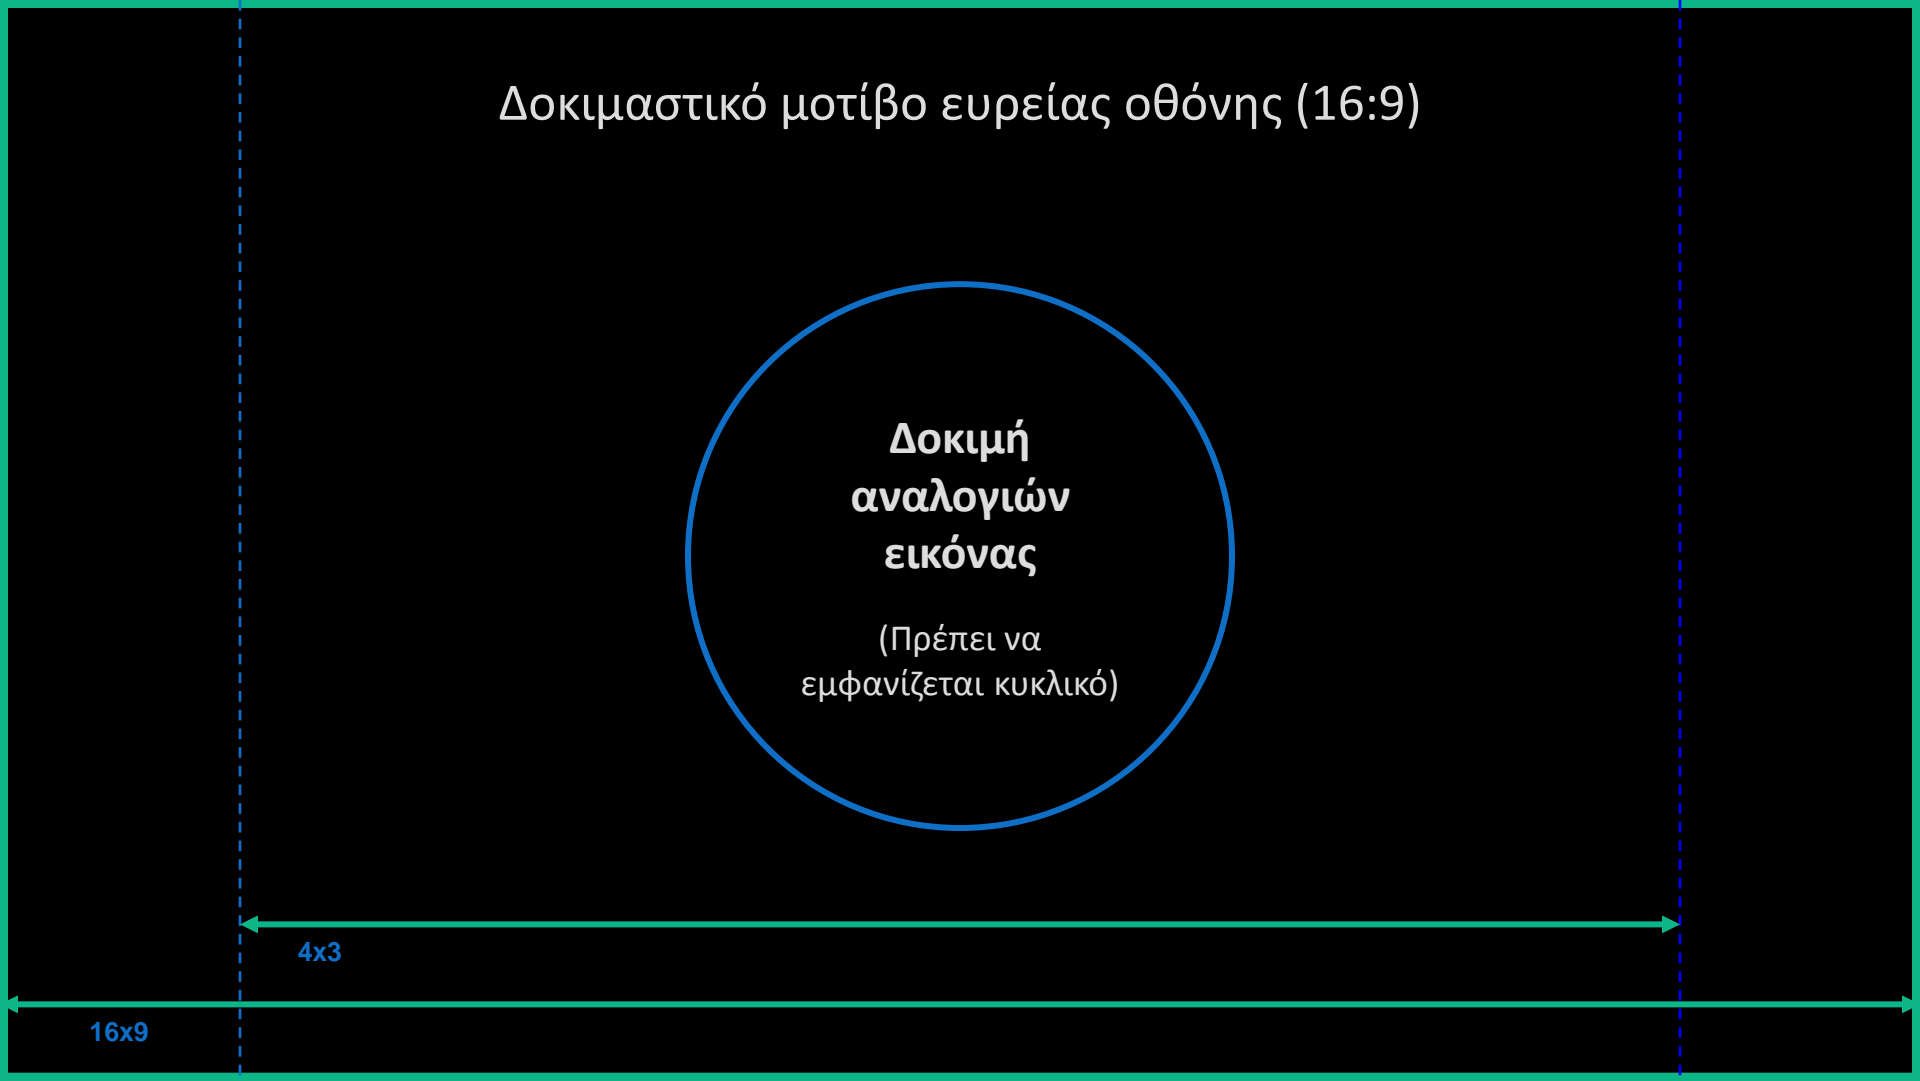 Δοκιμαστικό μοτίβο ευρείας οθόνης (16:9)
Δοκιμή
αναλογιών
εικόνας
(Πρέπει να
εμφανίζεται κυκλικό)
4x3
16x9